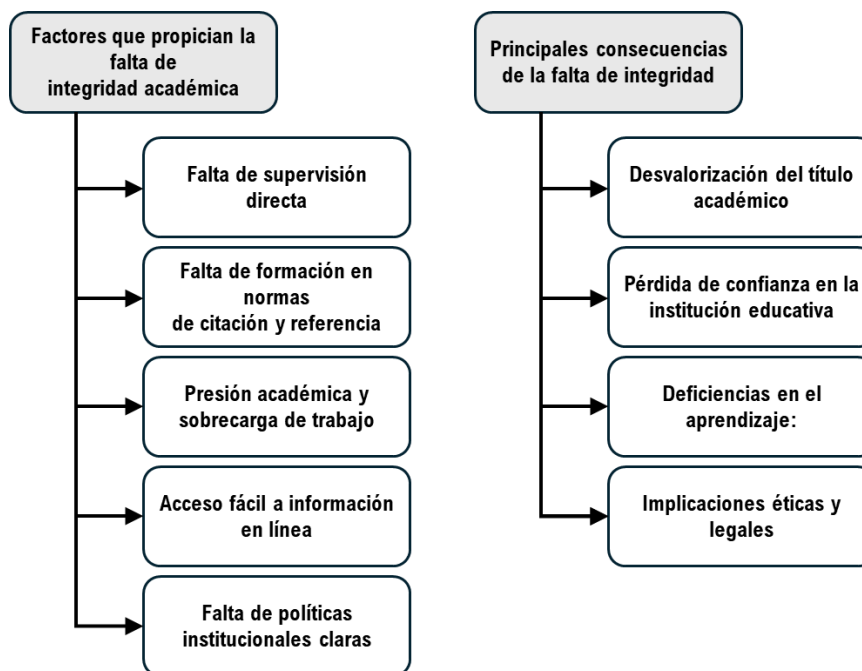 Factores que propician la
falta de
integridad académica
Falta de supervisión
directa
Falta de formación en
normas
de citación y referencia
Presión académica y
sobrecarga de trabajo
Acceso fácil a información
en línea
Falta de políticas
institucionales claras
Principales consecuencias
de la falta de integridad
Desvalorización del título
académico
Pérdida de confianza en la
institución educativa
Deficiencias en el
aprendizaje:
Implicaciones éticas y
legales